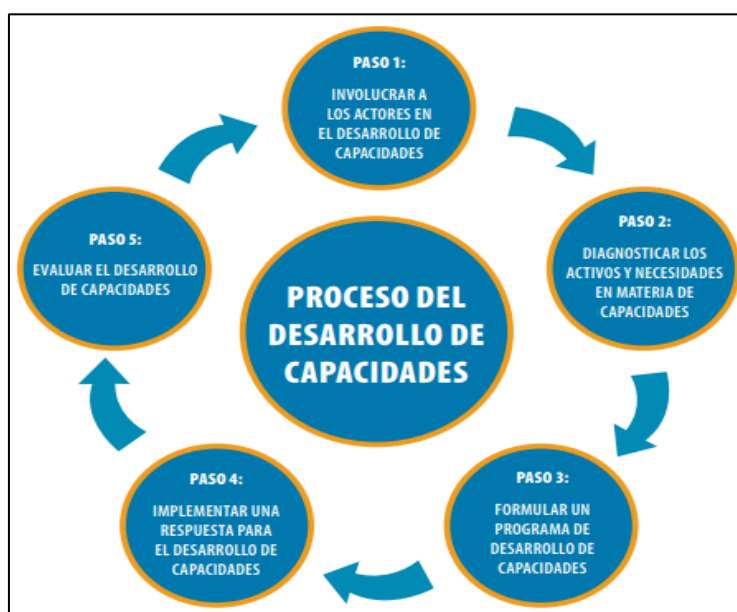 PASO 1:
INVOLUCRAR A
LOS ACTORES EN
EL DESARROLLO DE
CAPACIDADES
PASO 2:
DIAGNOSTICAR LOS
ACTIVOS Y NECESIDADES
EN MATERIA DE
CAPACIDADES
PASO 3:
FORMULAR UN
PROGRAMA DE
DESARROLLO DE
CAPACIDADES
PASO 4:
IMPLEMENTAR UNA
RESPUESTA PARA
EL DESARROLLO DE
CAPACIDADES
PASO 5:
EVALUAR EL DESARROLLO
DE CAPACIDADES
PROCESO DEL
DESARROLLO DE
CAPACIDADES